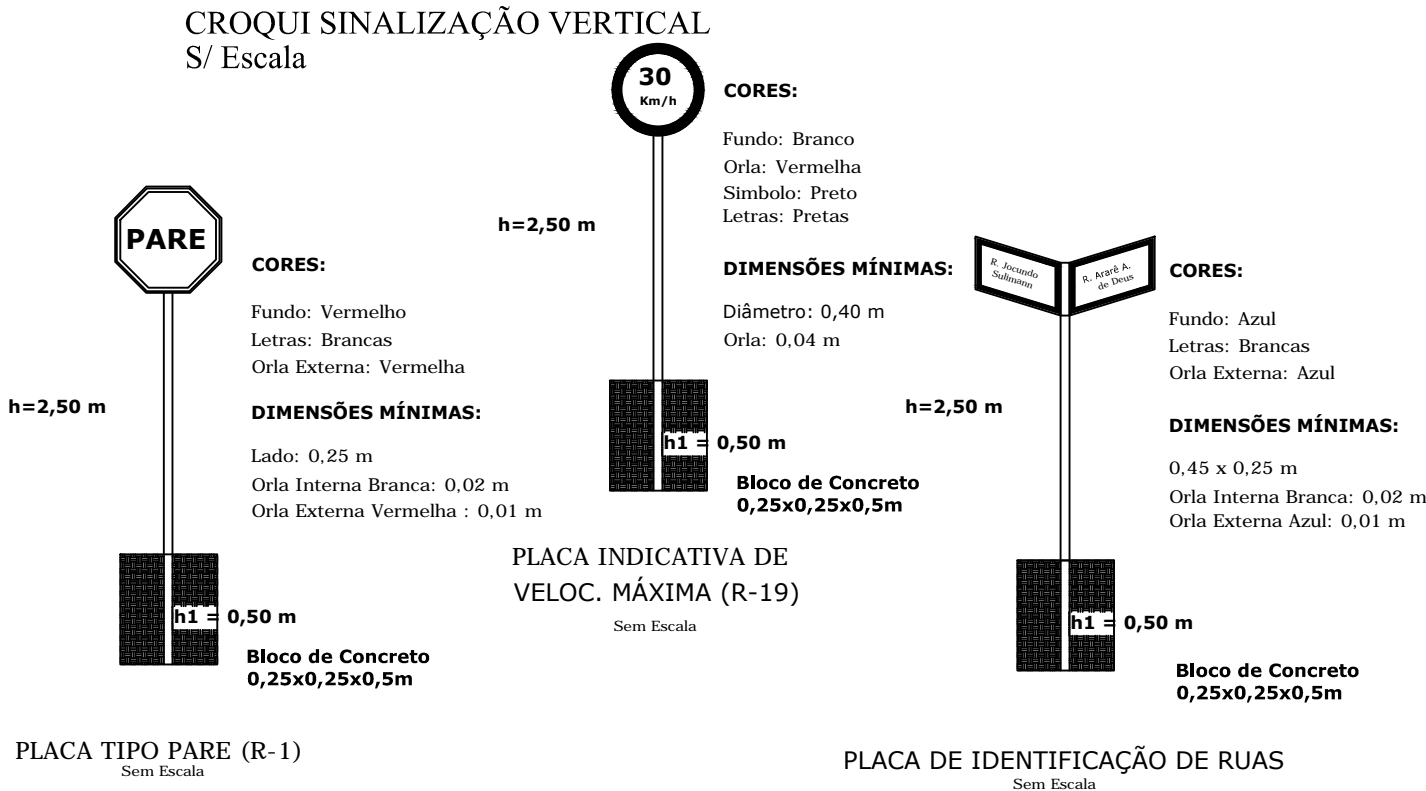 CROQUI SINALIZAÇÃO VERTICAL
S/ Escala
PARE
h=2,50 m
CORES:
Fundo: Vermelho
Letras: Brancas
Orla Externa: Vermelha
DIMENSÕES MÍNIMAS:
Lado: 0,25 m
Orla Interna Branca: 0,02 m
Orla Externa Vermelha : 0,01 m
h1 = 0,50 m
Bloco de Concreto
0,25x0,25x0,5m
PLACA TIPO PARE (R-1)
Sem Escala
30
Km/h
h=2,50 m
CORES:
Fundo: Branco
Orla: Vermelha
Simbolo: Preto
Letras: Pretas
DIMENSÕES MÍNIMAS:
Diâmetro: 0,40 m
Orla: 0,04 m
h1 = 0,50 m
Bloco de Concreto
0,25x0,25x0,5m
PLACA INDICATIVA DE
VELOC. MÁXIMA (R-19)
Sem Escala
R. Jocundo
Sulimann
R. Ararê A.
de Deus
h=2,50 m
CORES:
Fundo: Azul
Letras: Brancas
Orla Externa: Azul
DIMENSÕES MÍNIMAS:
0,45 x 0,25 m
Orla Interna Branca: 0,02 m
Orla Externa Azul: 0,01 m
h1 = 0,50 m
Bloco de Concreto
0,25x0,25x0,5m
PLACA DE IDENTIFICAÇÃO DE RUAS
Sem Escala